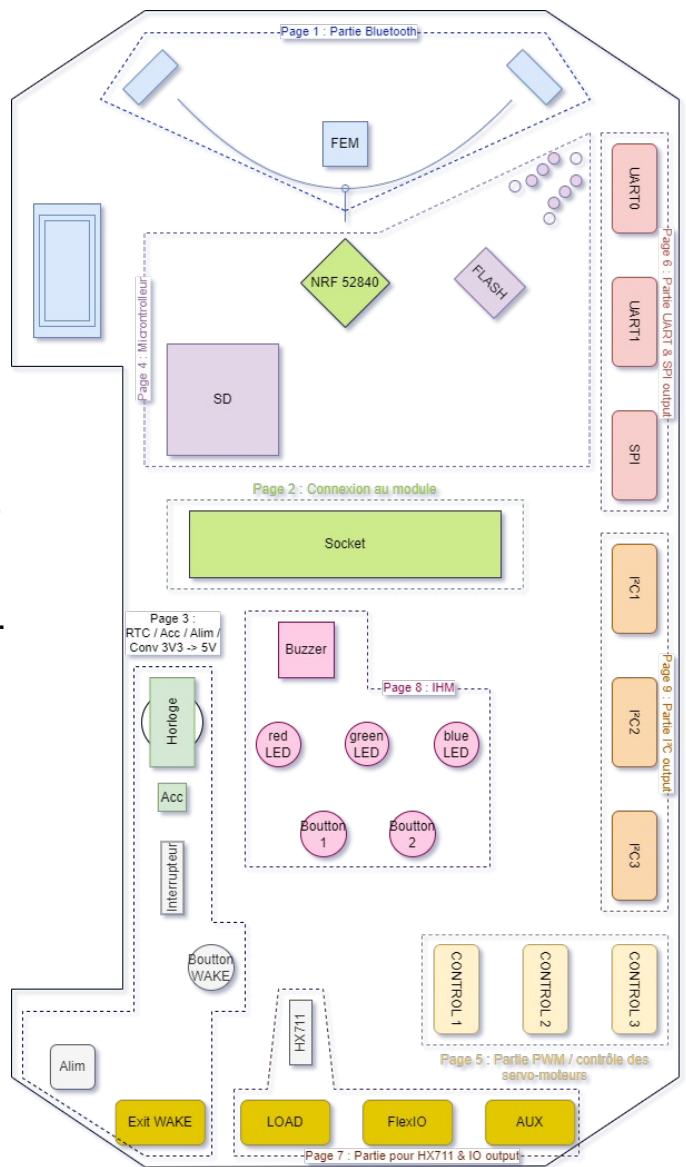 Page 1 : Partie Bluetooth
FEM
UART0
Page 6 : Partie UART & SPI output
NRF 52840
FLASH
UART1
Page 4 : Microntrolleur
SD
SPI
Page 2 : Connexion au module
Socket
I²C1
Page 3 :
RTC / Acc / Alim /
Conv 3V3 -> 5V
Buzzer
Page 8 : IHM
Page 9 : Partie I²C output
Horloge
red
LED
green
LED
blue
LED
I²C2
Acc
Boutton
1
Boutton
2
Interrupteur
I²C3
Boutton
WAKE
CONTROL 1
CONTROL 2
CONTROL 3
HX711
Page 5 : Partie PWM / contrôle des
servo-moteurs
Alim
Exit WAKE
LOAD
FlexIO
AUX
Page 7 : Partie pour HX711 & IO output